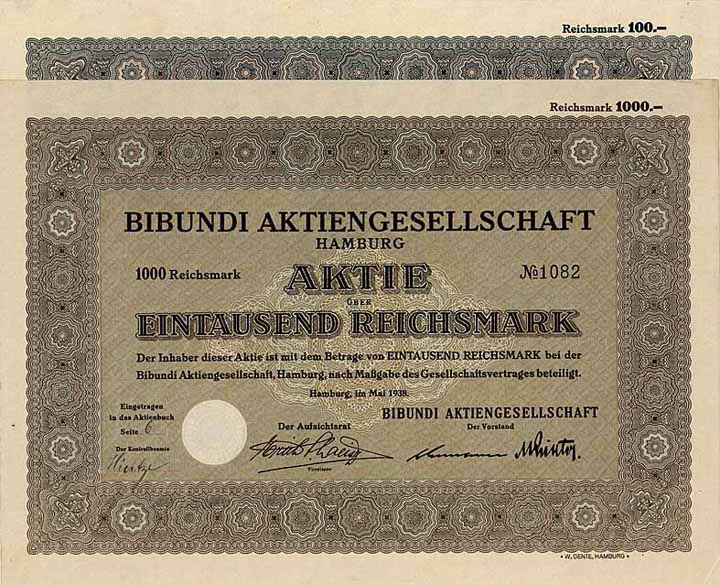 Reichsmark 100.—
Reichsmark 1000.—
BIBUNDI AKTIENGESELLSCHAFT
HAMBURG
1000 Reichsmark AKTIE №1082
ÜBER
EINTAUSEND REICHSMARK
Der Inhaber dieser Aktie ist mit dem Betrage von EINTAUSEND REICHSMARK bei der
Bibundi Aktiengesellschaft, Hamburg, nach Maßgabe des Gesellschaftsvertrages beteiligt.
Hamburg, im Mai 1938.
Eingetragen
in das Aktienbuch
Seite 6
Der Kontrollbeamte
Der Aufsichtsrat
Vorsitzer
BIBUNDI AKTIENGESELLSCHAFT
Der Vorstand
• W. GENTE, HAMBURG •